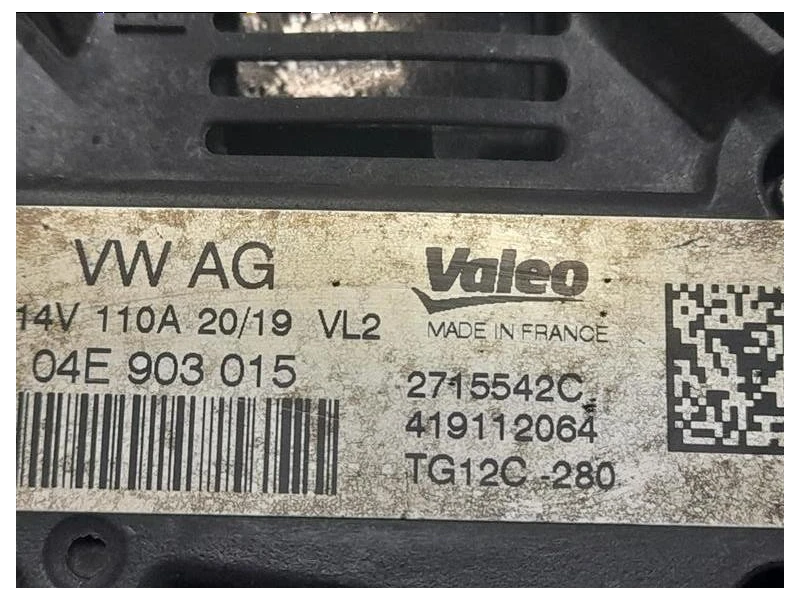 VW AG
14V 110A 20/19 VL2
04E 903 015
Valeo
MADE IN FRANCE
2715542C
419112064
TG12C -280